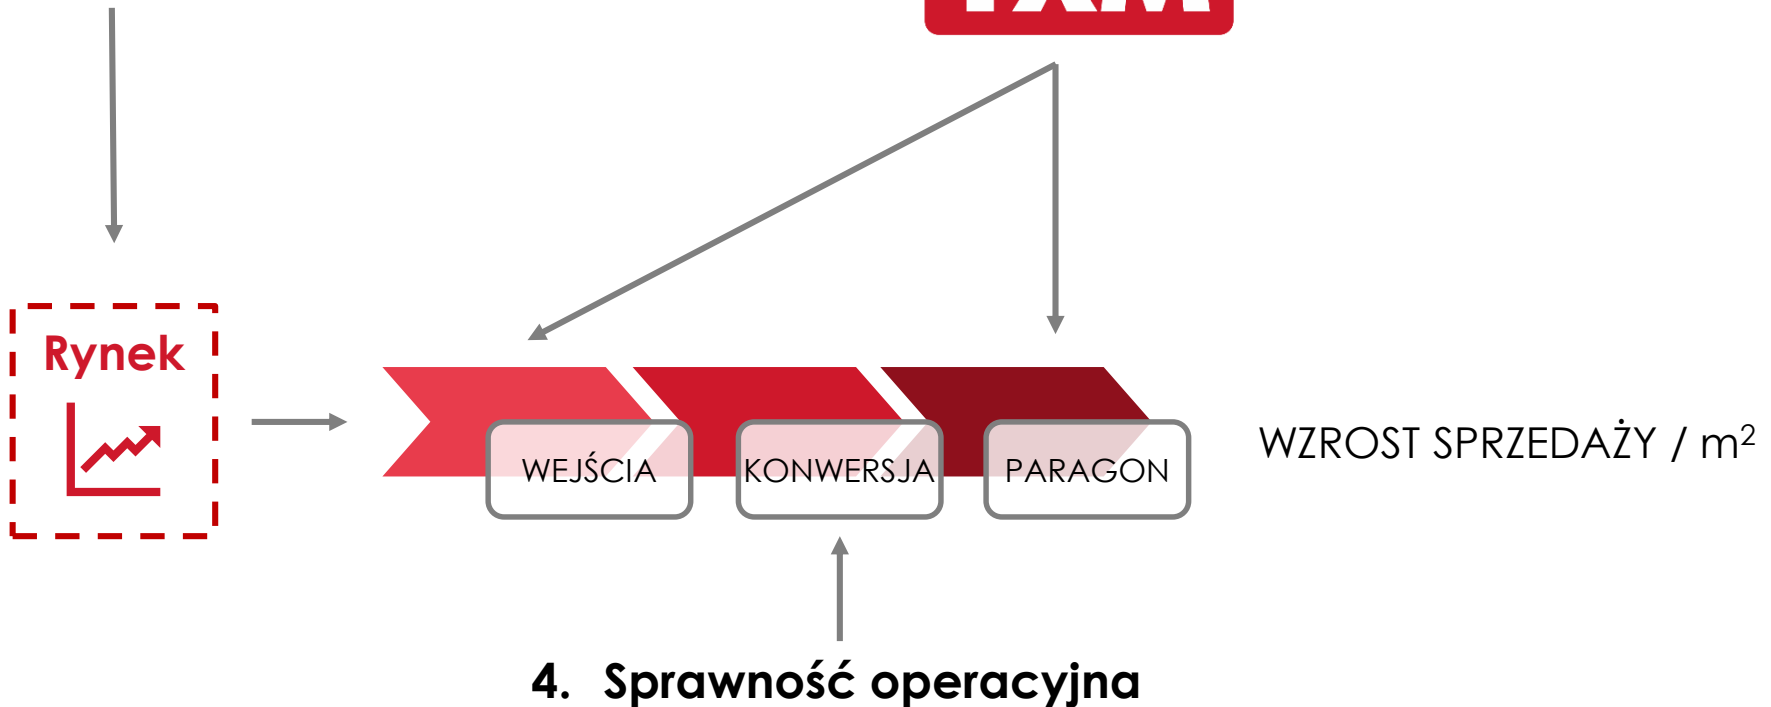 Rynek
WZROST SPRZEDAŻY / m²
WEJŚCIA
KONWERSJA
PARAGON
4. Sprawność operacyjna